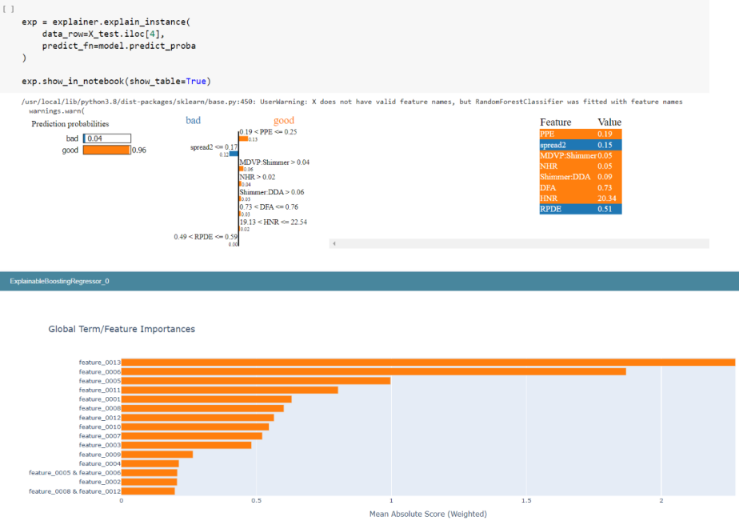 [ ]
exp = explainer.explain_instance(
data_row=X_test.iloc[4],
predict_fn=model.predict_proba
)
exp.show_in_notebook(show_table=True)
/usr/local/lib/python3.8/dist-packages/sklearn/base.py:450: UserWarning: X does not have valid feature names, but RandomForestClassifier was fitted with feature names
warnings.warn(
Prediction probabilities
bad 0.04
good 0.96
bad good
0.19 < PPE <= 0.25
0.13
spread2 <= 0.17
0.12
MDVP:Shimmer > 0.04
0.06
NHR > 0.02
0.04
Shimmer:DDA > 0.06
0.03
0.73 < DFA <= 0.76
0.03
19.13 < HNR <= 22.54
0.02
0.49 < RPDE <= 0.59
0.00
Feature Value
PPE 0.19
spread2 0.15
MDVP:Shimmer 0.05
NHR 0.05
Shimmer:DDA 0.09
DFA 0.73
HNR 20.34
RPDE 0.51
ExplainableBoostingRegressor_0
Global Term/Feature Importances
feature_0013
feature_0006
feature_0005
feature_0011
feature_0001
feature_0008
feature_0012
feature_0010
feature_0007
feature_0003
feature_0009
feature_0004
feature_0005 & feature_0006
feature_0002
feature_0008 & feature_0012
0 0.5 1 1.5 2
Mean Absolute Score (Weighted)